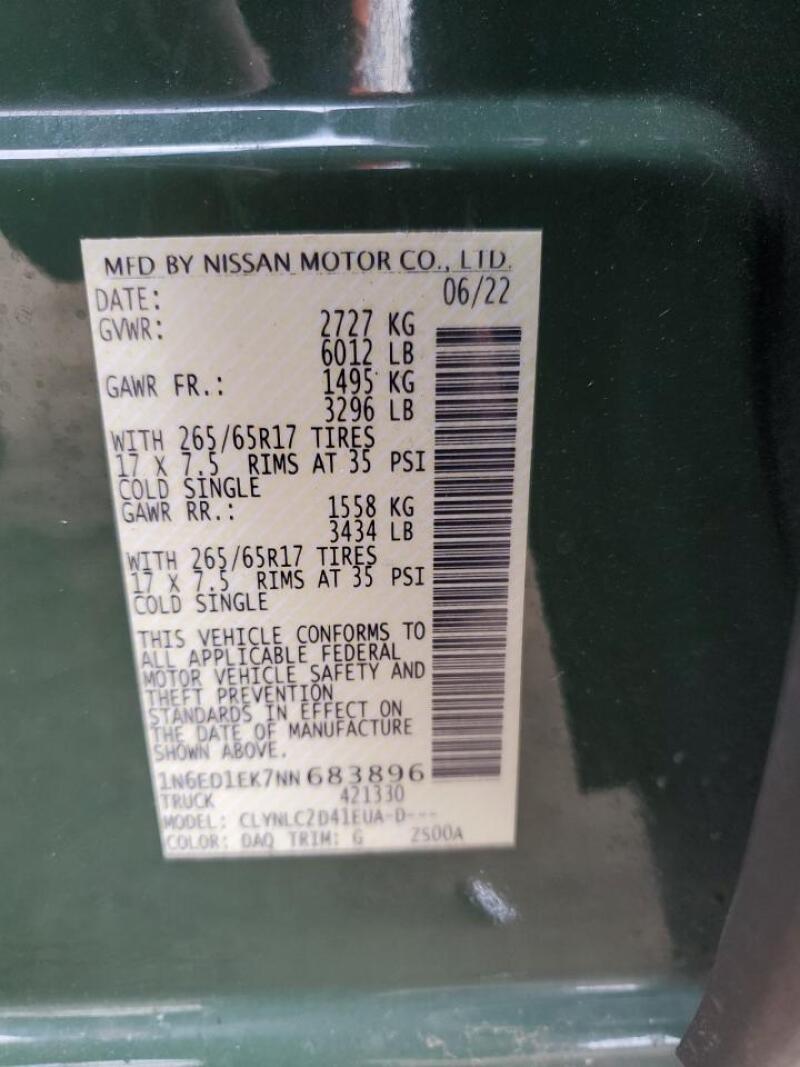 MFD BY NISSAN MOTOR CO., LTD.
DATE: 06/22
GVWR: 2727 KG
6012 LB
GAWR FR.: 1495 KG
3296 LB
WITH 265/65R17 TIRES
17 X 7.5 RIMS AT 35 PSI
COLD SINGLE
GAWR RR.: 1558 KG
3434 LB
WITH 265/65R17 TIRES
17 X 7.5 RIMS AT 35 PSI
COLD SINGLE
THIS VEHICLE CONFORMS TO
ALL APPLICABLE FEDERAL
MOTOR VEHICLE SAFETY AND
THEFT PREVENTION
STANDARDS IN EFFECT ON
THE DATE OF MANUFACTURE
SHOWN ABOVE.
1N6ED1EK7NN683896
TRUCK 421330
MODEL: CLYNLC2D41EUA-D---
COLOR: DAQ TRIM: G 2S00A